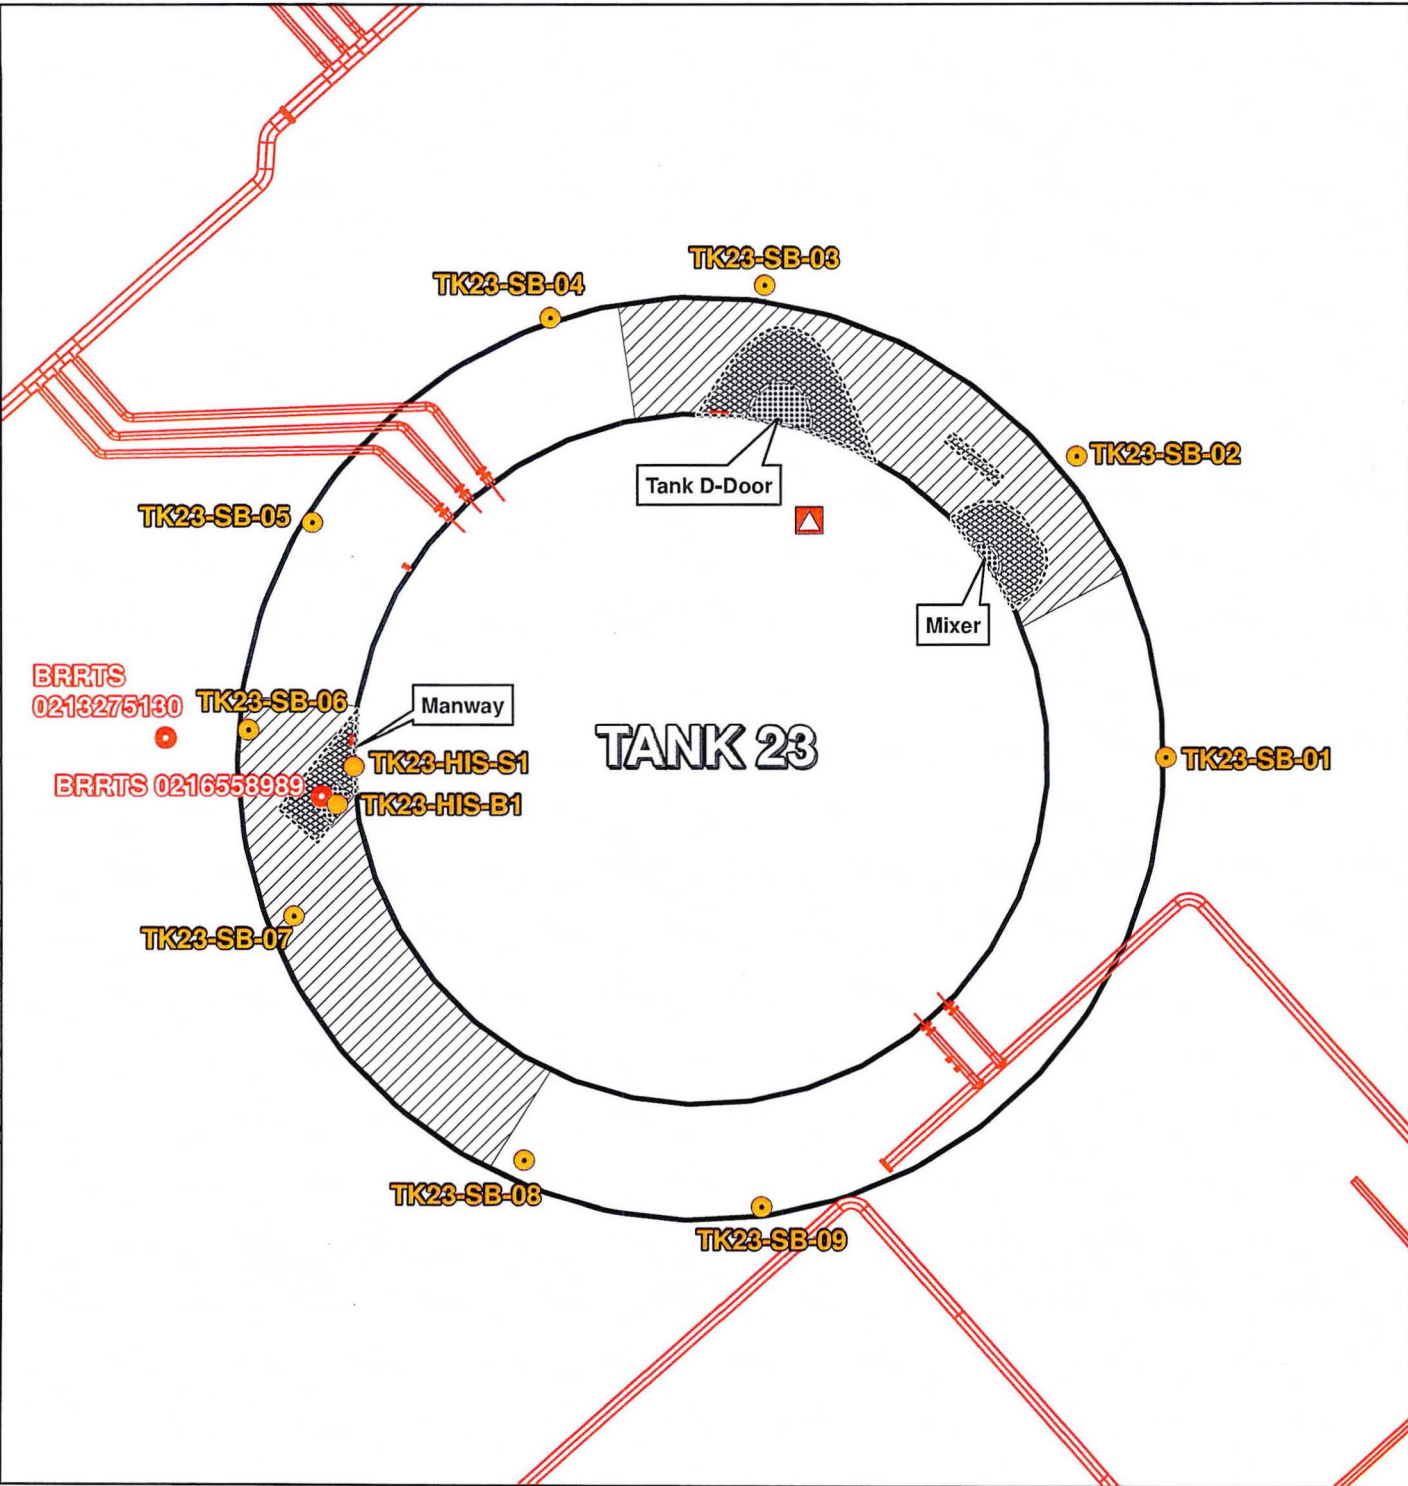 TK23-SB-03
TK23-SB-04
TK23-SB-02
Tank D-Door
TK23-SB-05
Mixer
BRRTS
0213275130
TK23-SB-06
Manway
TANK 23
TK23-SB-01
TK23-HIS-S1
BRRTS 0216558989
TK23-HIS-B1
TK23-SB-07
TK23-SB-08
TK23-SB-09